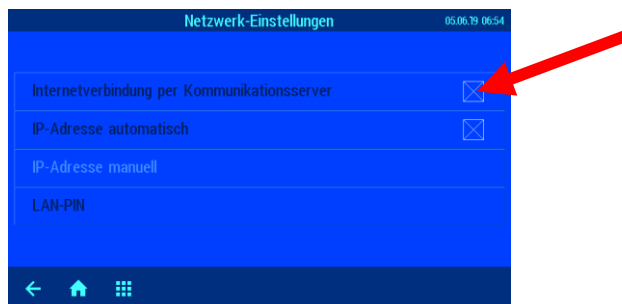 Netzwerk-Einstellungen 05.06.19 06:54
Internetverbindung per Kommunikationsserver
IP-Adresse automatisch
IP-Adresse manuell
LAN-PIN